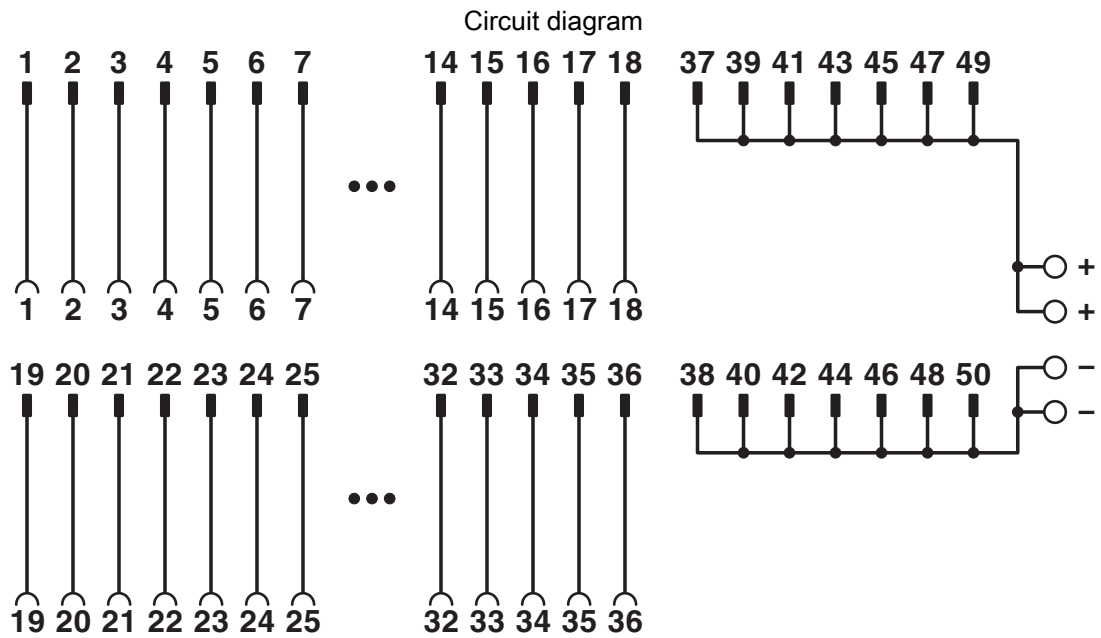 Circuit diagram
1 2 3 4 5 6 7 14 15 16 17 18 37 39 41 43 45 47 49
+
1 2 3 4 5 6 7 14 15 16 17 18 +
19 20 21 22 23 24 25 32 33 34 35 36 38 40 42 44 46 48 50 −
−
19 20 21 22 23 24 25 32 33 34 35 36